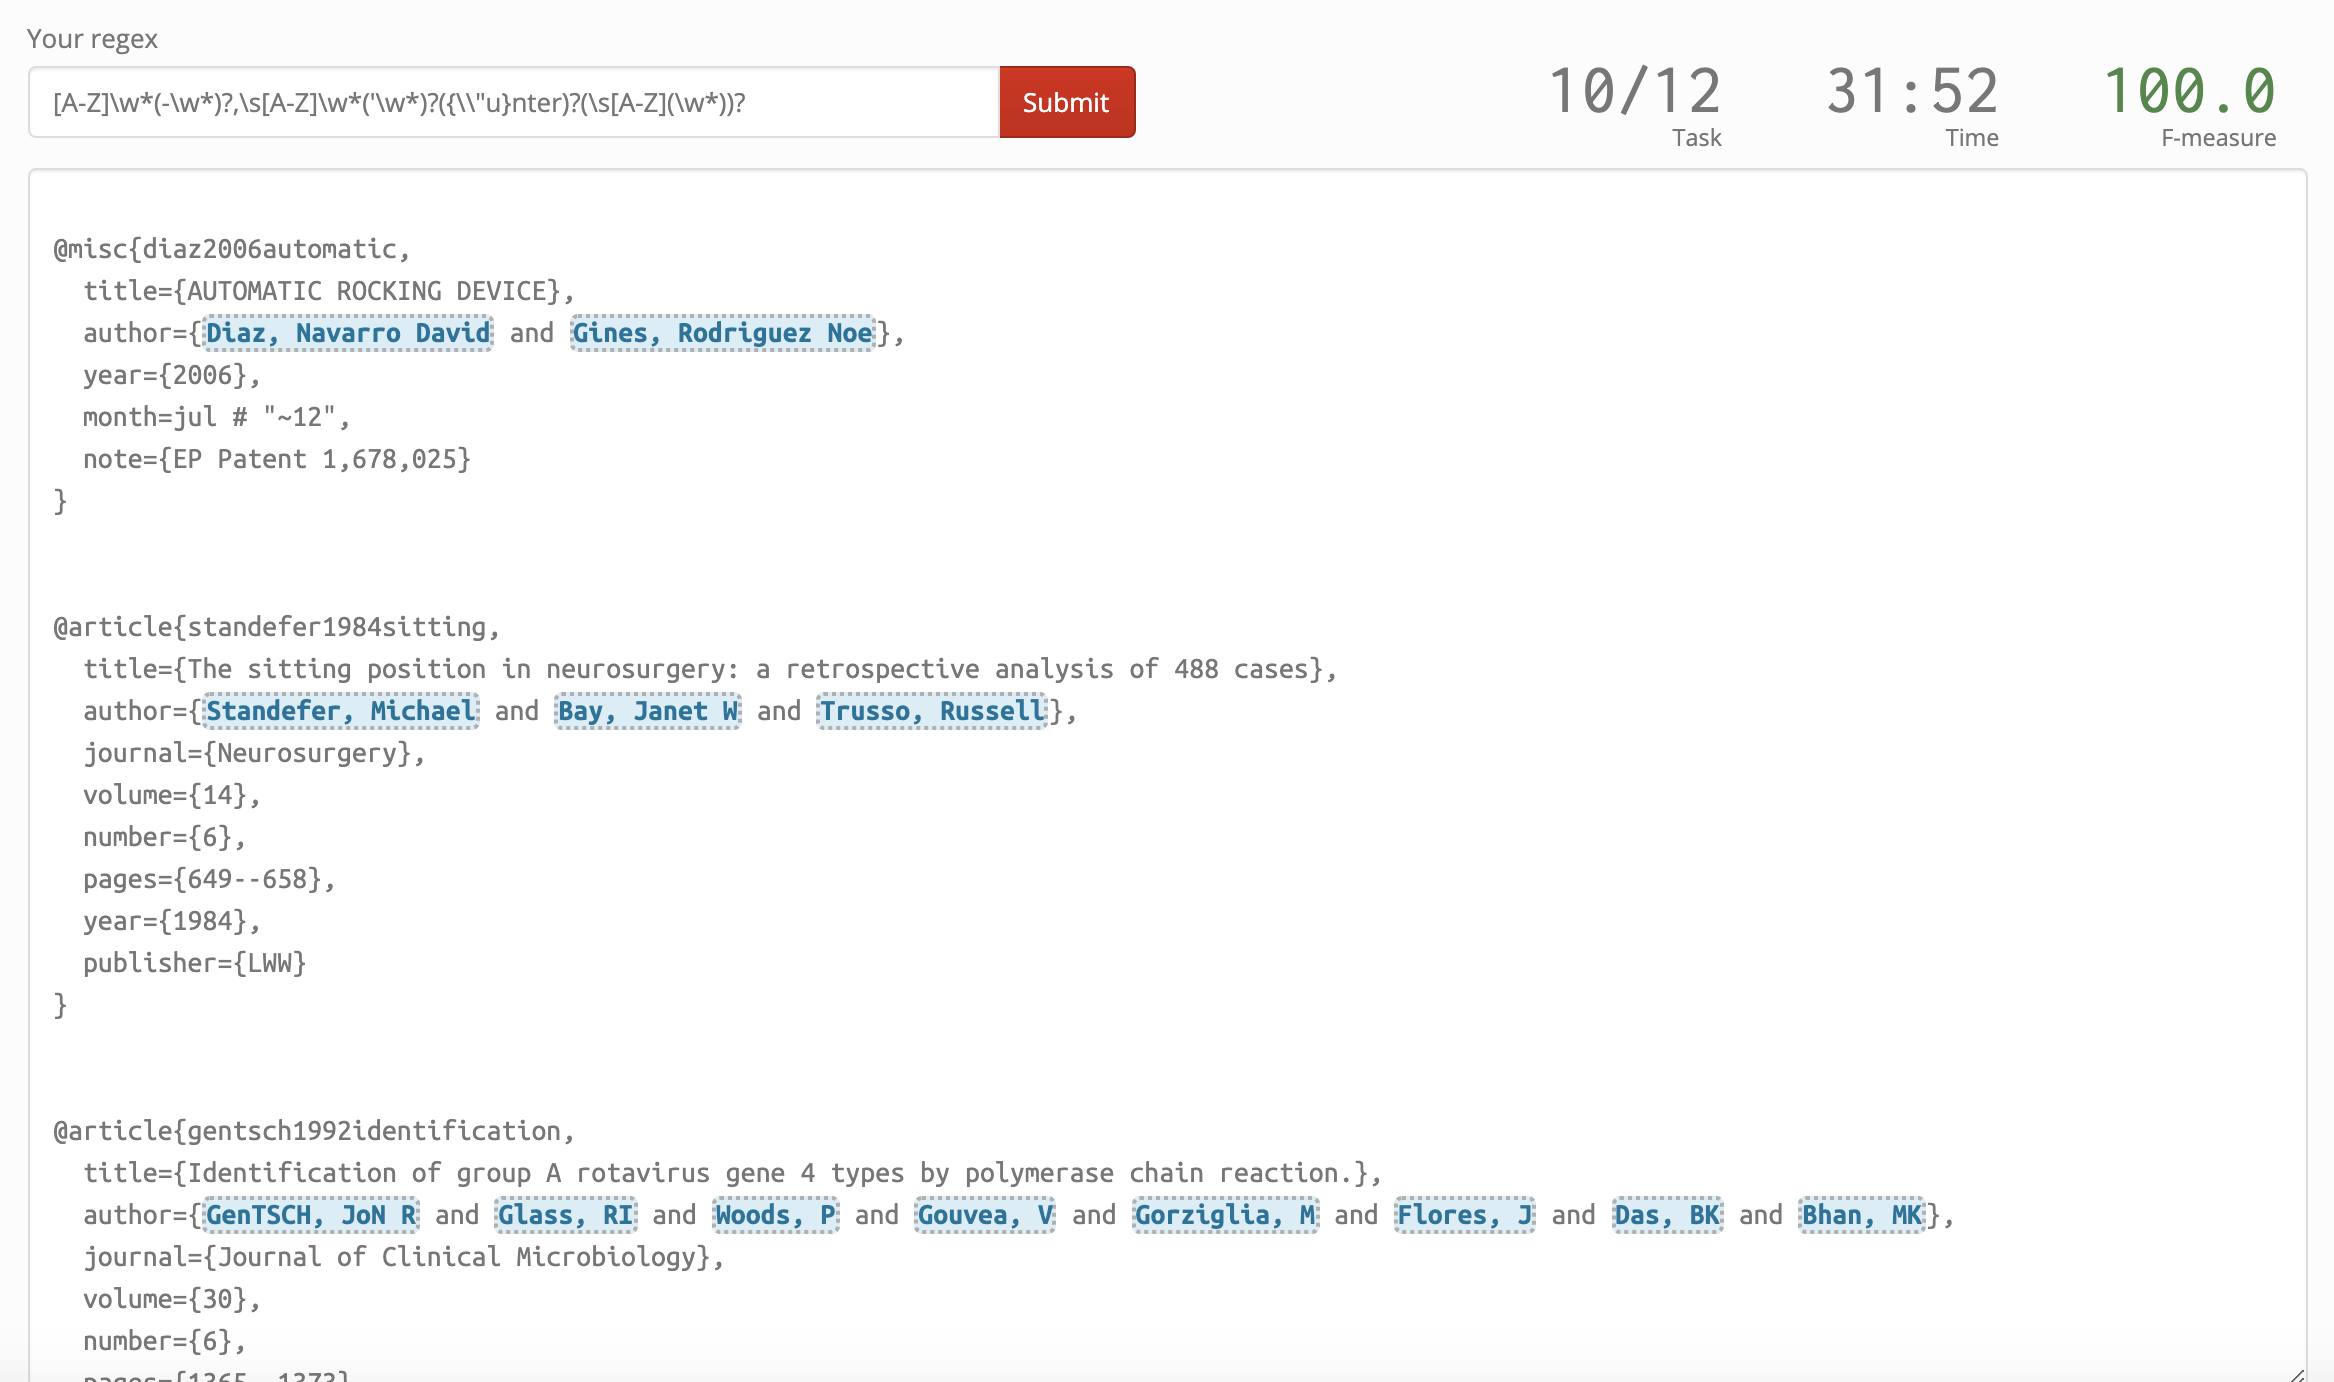 Your regex
[A-Z]\w*(-\w*)?,\s[A-Z]\w*('\w*)?({\\"u}nter)?(\s[A-Z](\w*))?
Submit
10/12
Task
31:52
Time
100.0
F-measure
@misc{diaz2006automatic,
title={AUTOMATIC ROCKING DEVICE},
author={Diaz, Navarro David and Gines, Rodriguez Noe},
year={2006},
month=jul # "~12",
note={EP Patent 1,678,025}
}
@article{standefer1984sitting,
title={The sitting position in neurosurgery: a retrospective analysis of 488 cases},
author={Standefer, Michael and Bay, Janet W and Trusso, Russell},
journal={Neurosurgery},
volume={14},
number={6},
pages={649--658},
year={1984},
publisher={LWW}
}
@article{gentsch1992identification,
title={Identification of group A rotavirus gene 4 types by polymerase chain reaction.},
author={GenTSCH, JoN R and Glass, RI and Woods, P and Gouvea, V and Gorziglia, M and Flores, J and Das, BK and Bhan, MK},
journal={Journal of Clinical Microbiology},
volume={30},
number={6},
pages={1365--1373}